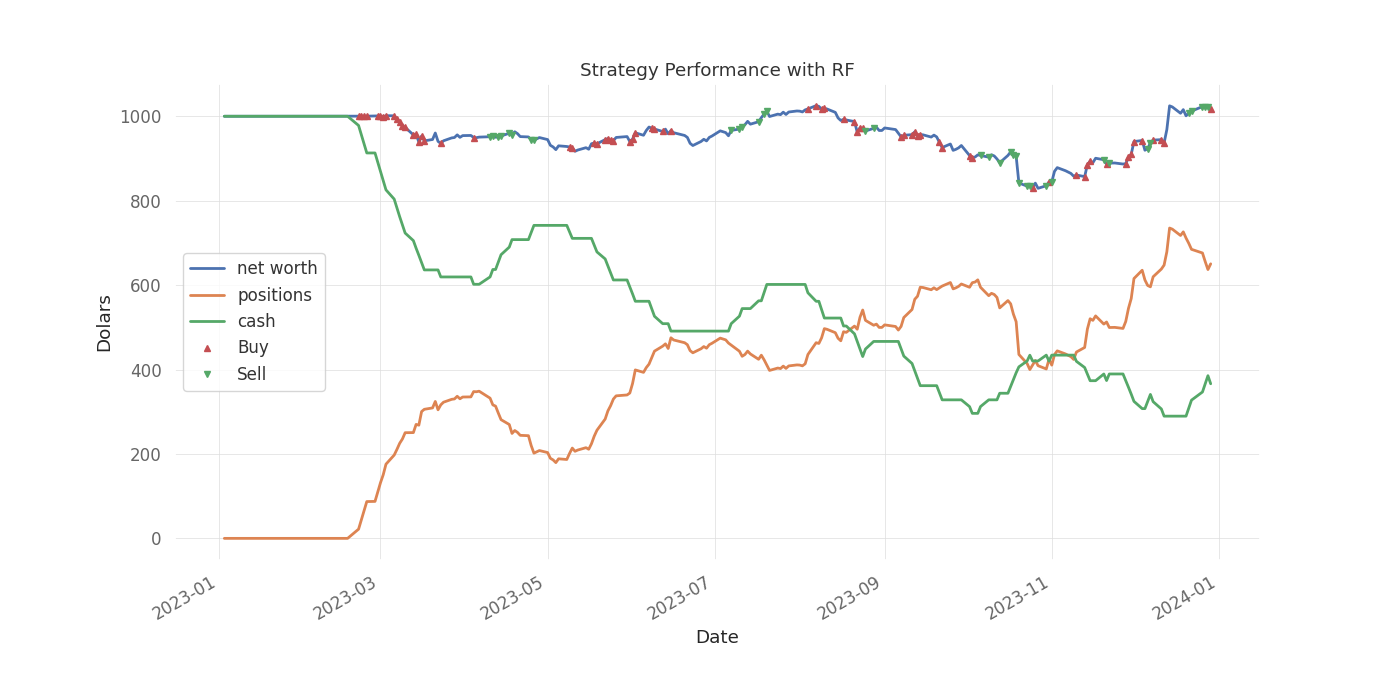 Strategy Performance with RF
1000
800
600
400
200
0
Dolars
net worth
positions
cash
Buy
Sell
2023-01
2023-03
2023-05
2023-07
2023-09
2023-11
2024-01
Date